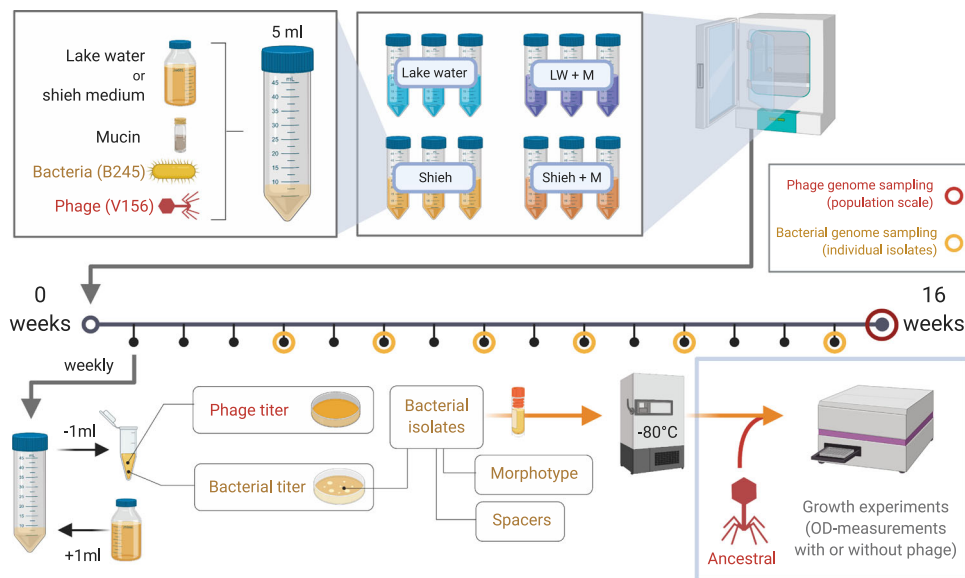 Lake water
or
shieh medium
Mucin
Bacteria (B245)
Phage (V156)
5 ml
Lake water
LW + M
Shieh
Shieh + M
Phage genome sampling
(population scale)
Bacterial genome sampling
(individual isolates)
0
weeks
16
weeks
weekly
-1ml
+1ml
Phage titer
Bacterial titer
Bacterial
isolates
Morphotype
Spacers
-80°C
Ancestral
Growth experiments
(OD-measurements
with or without phage)